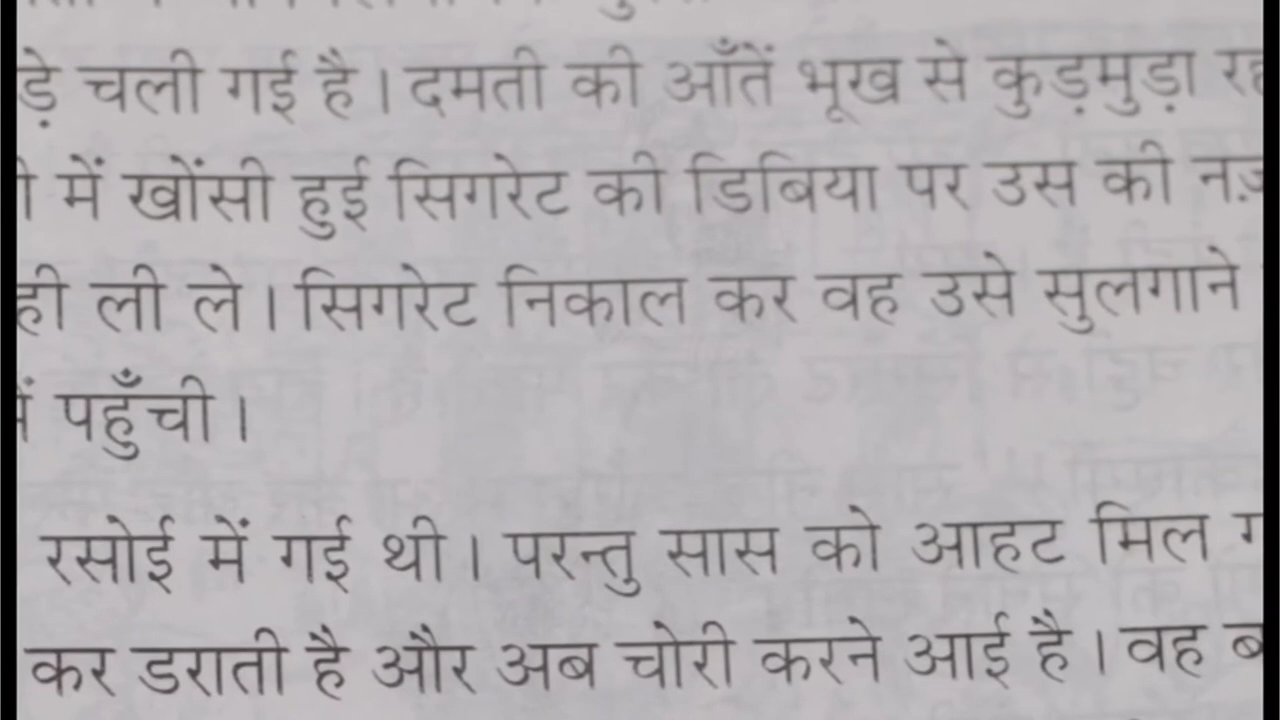 ड़े चली गई है। दमती की आँतें भूख से कुड़मुड़ा
में खोंसी हुई सिगरेट की डिबिया पर उस की
ही ली ले। सिगरेट निकाल कर वह उसे सुलगाने
पहुँची।
रसोई में गई थी। परन्तु सास को आहट मिल
कर डराती है और अब चोरी करने आई है। वह